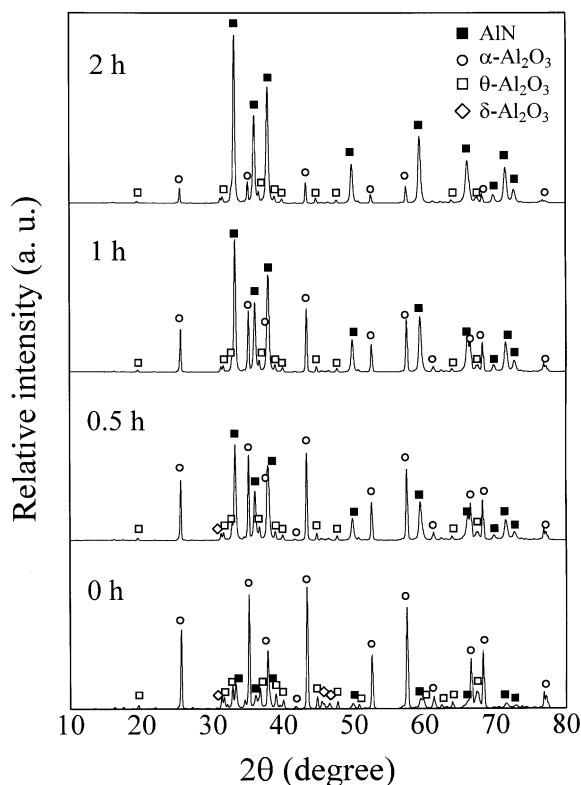 AlN
α-Al₂O₃
θ-Al₂O₃
δ-Al₂O₃
2 h
1 h
0.5 h
0 h
Relative intensity (a. u.)
10 20 30 40 50 60 70 80
2θ (degree)